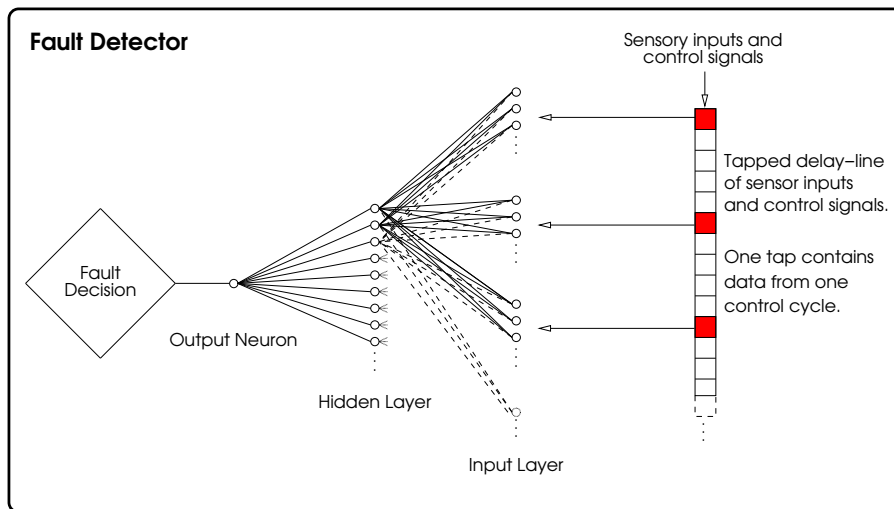 Fault Detector
Sensory inputs and
control signals
Tapped delay–line
of sensor inputs
and control signals.
One tap contains
data from one
control cycle.
Fault
Decision
Output Neuron
Hidden Layer
Input Layer